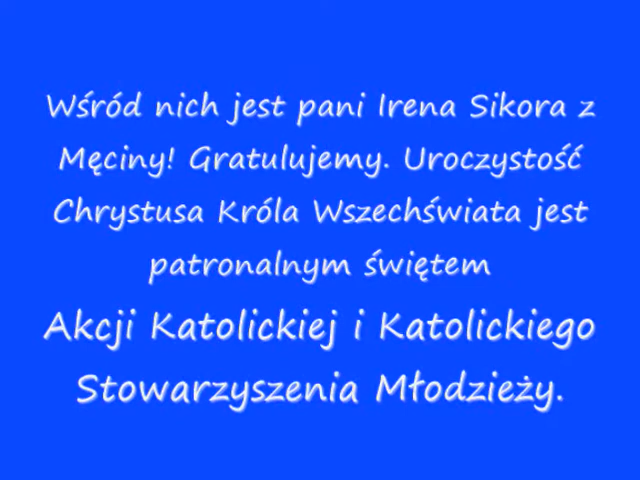 Wśród nich jest pani Irena Sikora z
Męciny! Gratulujemy. Uroczystość
Chrystusa Króla Wszechświata jest
patronalnym świętem
Akcji Katolickiej i Katolickiego
Stowarzyszenia Młodzieży.